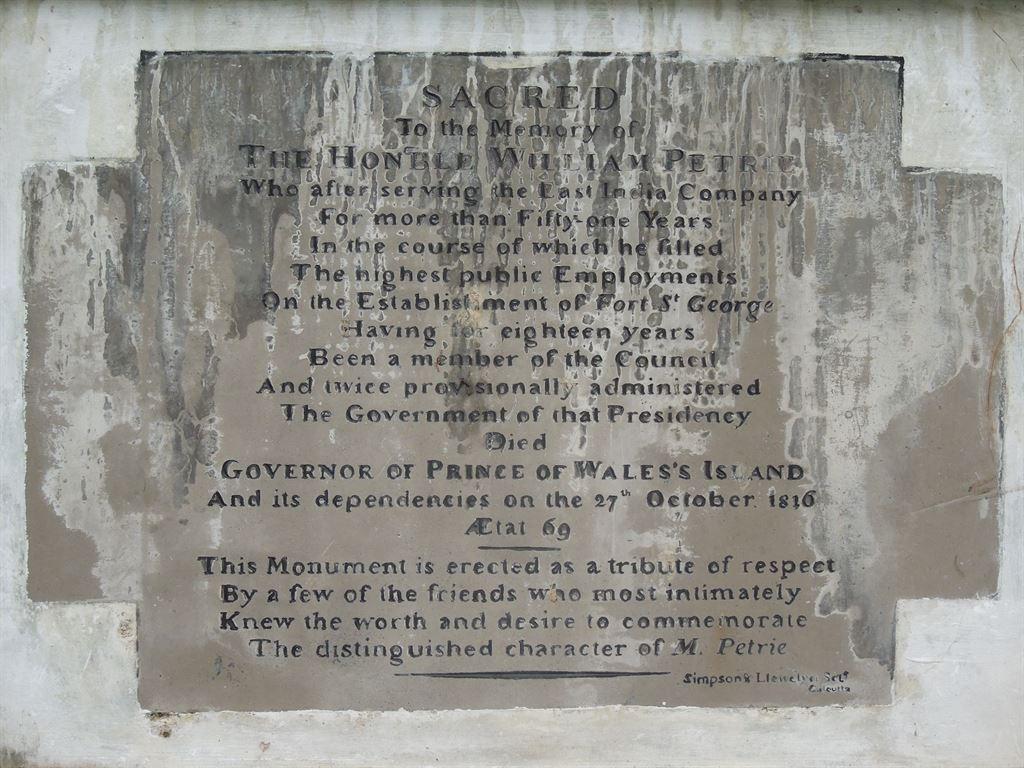 SACRED
To the Memory of
THE HONBLE WILLIAM PETRIE
Who after serving the East India Company
For more than Fifty-one Years
In the course of which he filled
The highest public Employments
On the Establishment of Fort St George
Having for eighteen years
Been a member of the Council
And twice provisionally administered
The Government of that Presidency
Died
GOVERNOR OF PRINCE OF WALES'S ISLAND
And its dependencies on the 27th October 1816
Ætat 69
This Monument is erected as a tribute of respect
By a few of the friends who most intimately
Knew the worth and desire to commemorate
The distinguished character of M. Petrie
Simpson & Llewelyn Sct.
Calcutta